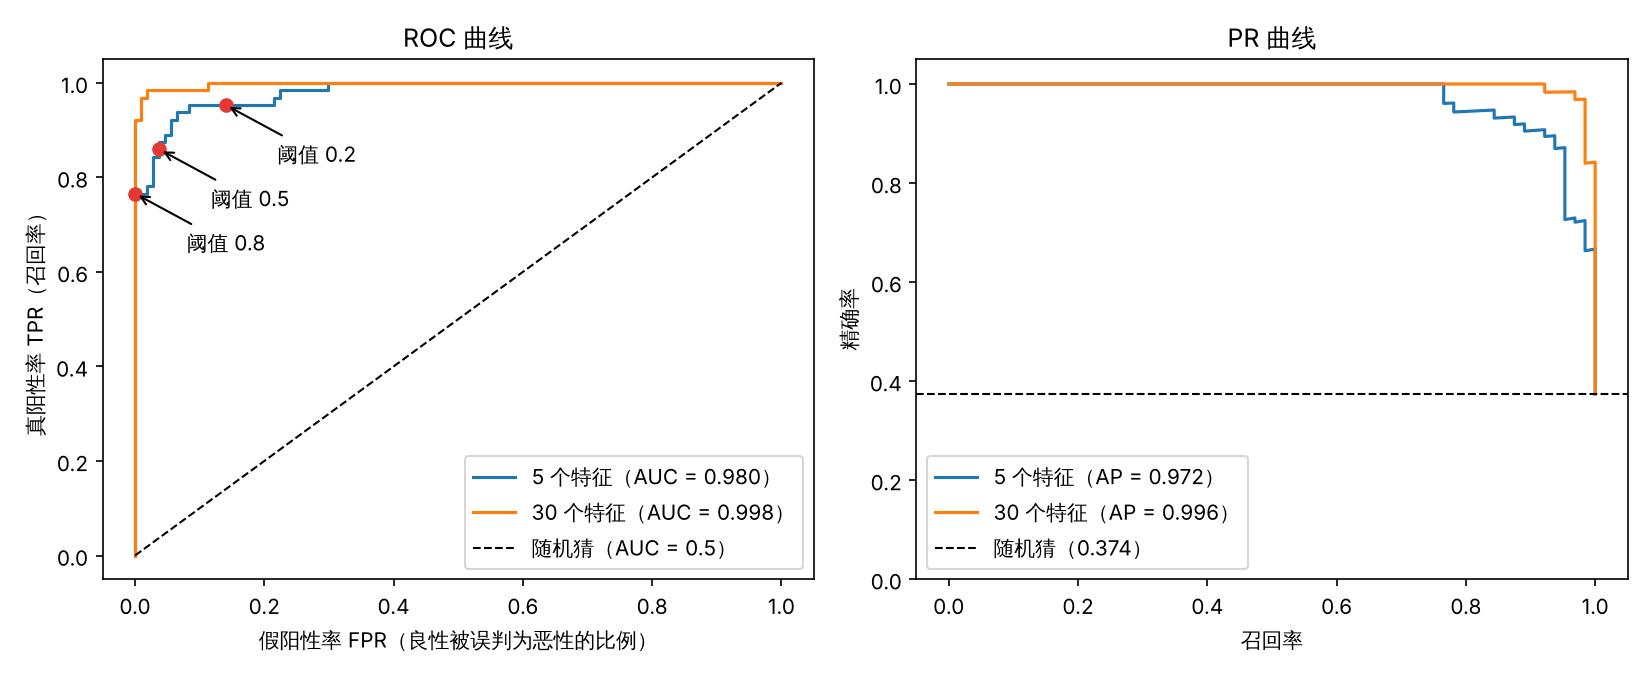 ROC 曲线
1.0
0.8
0.6
0.4
0.2
0.0
真阳性率 TPR（召回率）
阈值 0.2
阈值 0.5
阈值 0.8
5 个特征（AUC = 0.980）
30 个特征（AUC = 0.998）
随机猜（AUC = 0.5）
0.0 0.2 0.4 0.6 0.8 1.0
假阳性率 FPR（良性被误判为恶性的比例）
PR 曲线
1.0
0.8
0.6
0.4
0.2
0.0
精确率
5 个特征（AP = 0.972）
30 个特征（AP = 0.996）
随机猜（0.374）
0.0 0.2 0.4 0.6 0.8 1.0
召回率